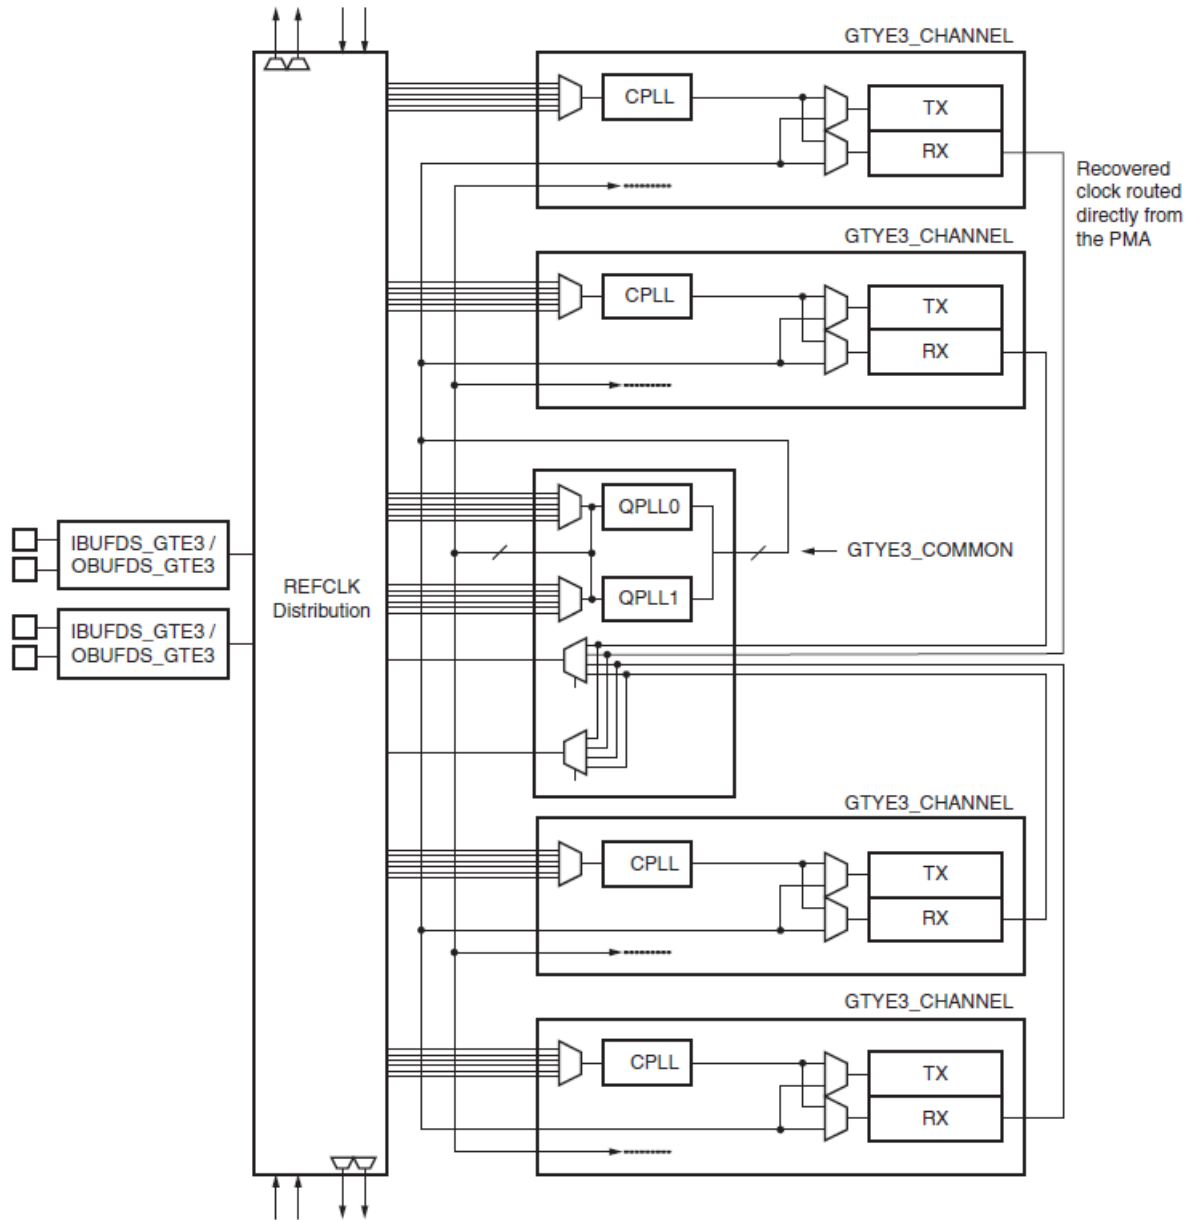 GTYE3_CHANNEL
CPLL
TX
RX
Recovered
clock routed
directly from
the PMA
GTYE3_CHANNEL
CPLL
TX
RX
QPLL0
GTYE3_COMMON
QPLL1
IBUFDS_GTE3 /
OBUFDS_GTE3
REFCLK
Distribution
IBUFDS_GTE3 /
OBUFDS_GTE3
GTYE3_CHANNEL
CPLL
TX
RX
GTYE3_CHANNEL
CPLL
TX
RX